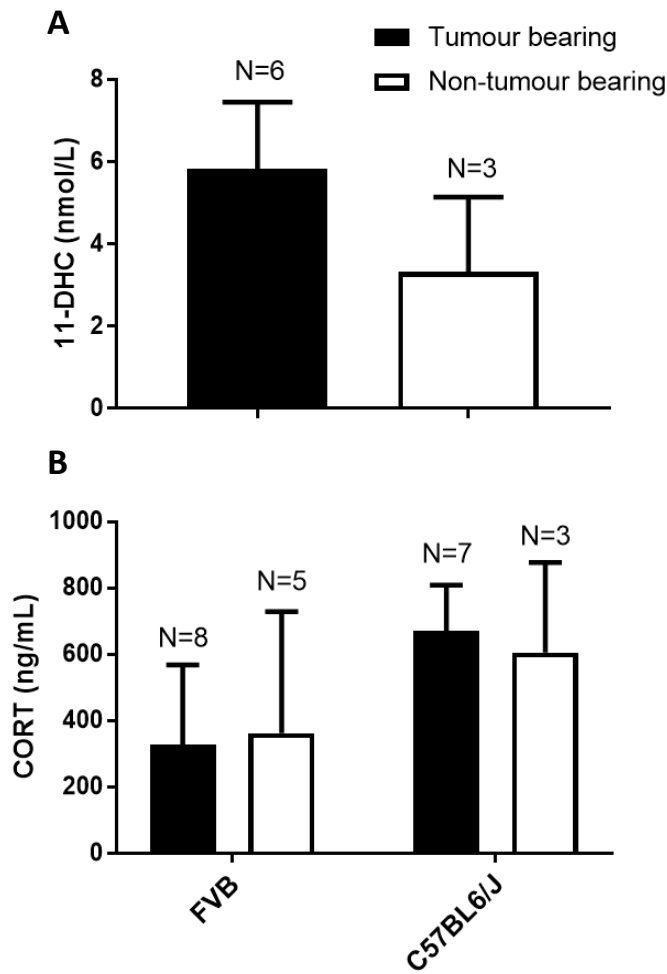 A
Tumour bearing
Non-tumour bearing
N=6
N=3
11-DHC (nmol/L)
8
6
4
2
0
B
CORT (ng/mL)
1000
800
600
400
200
0
N=8
N=5
N=7
N=3
FVB
C57BL6/J